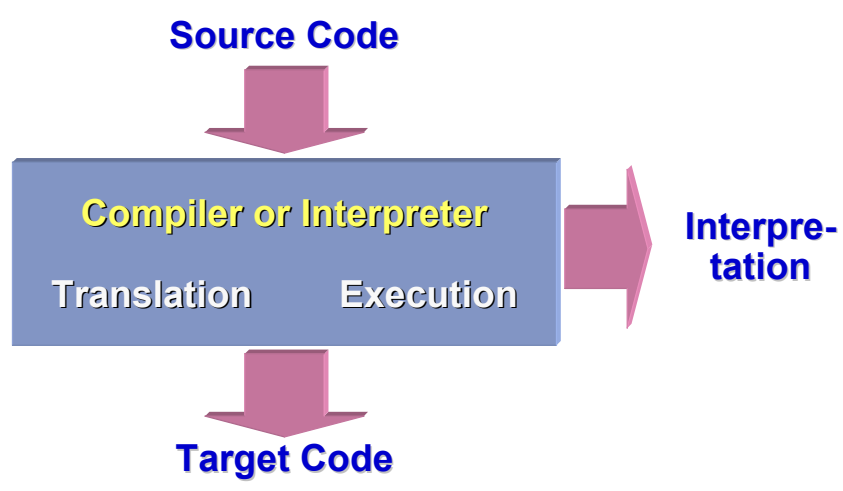 Source Code
Compiler or Interpreter
Translation Execution
Interpre-
tation
Target Code